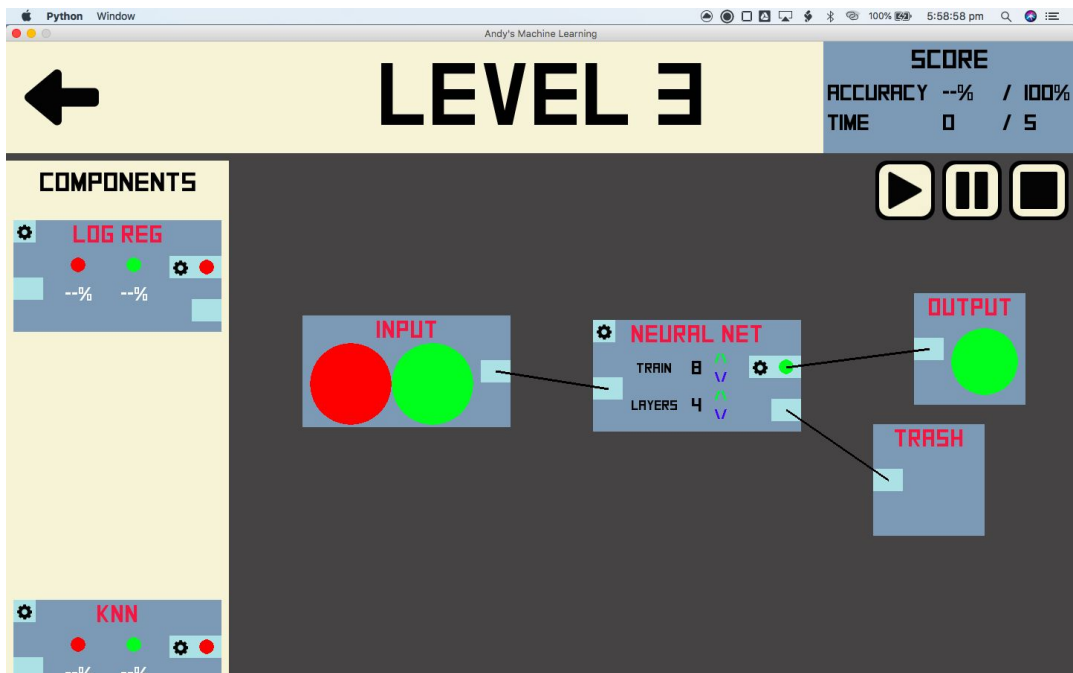 Python Window
100% 5:58:58 pm
Andy's Machine Learning
LEVEL 3
SCORE
ACCURACY --% / 100%
TIME 0 / 5
COMPONENTS
LOG REG
--% --%
INPUT
NEURAL NET
TRAIN 8
LAYERS 4
OUTPUT
TRASH
KNN
--% --%